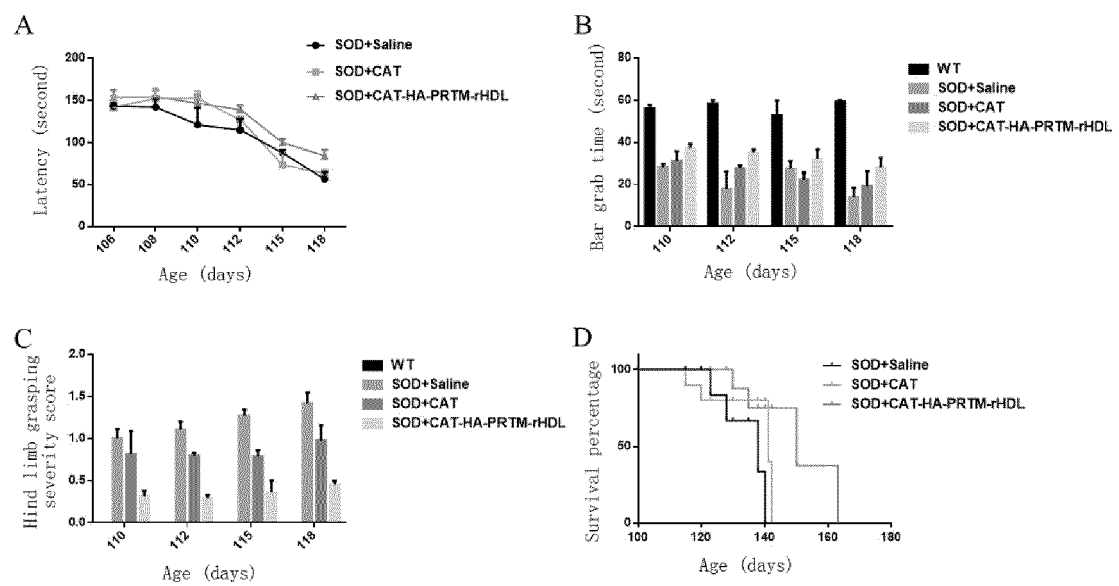 A
SOD+Saline
SOD+CAT
SOD+CAT-HA-PRTM-rHDL
Latency (second)
200
150
100
50
0
106
108
110
112
115
118
Age (days)
B
WT
SOD+Saline
SOD+CAT
SOD+CAT-HA-PRTM-rHDL
Bar grab time (second)
80
60
40
20
0
110
112
115
118
Age (days)
C
WT
SOD+Saline
SOD+CAT
SOD+CAT-HA-PRTM-rHDL
Hind limb grasping
severity score
2.0
1.5
1.0
0.5
0.0
110
112
115
118
Age (days)
D
SOD+Saline
SOD+CAT
SOD+CAT-HA-PRTM-rHDL
Survival percentage
100
50
0
100
120
140
160
180
Age (days)